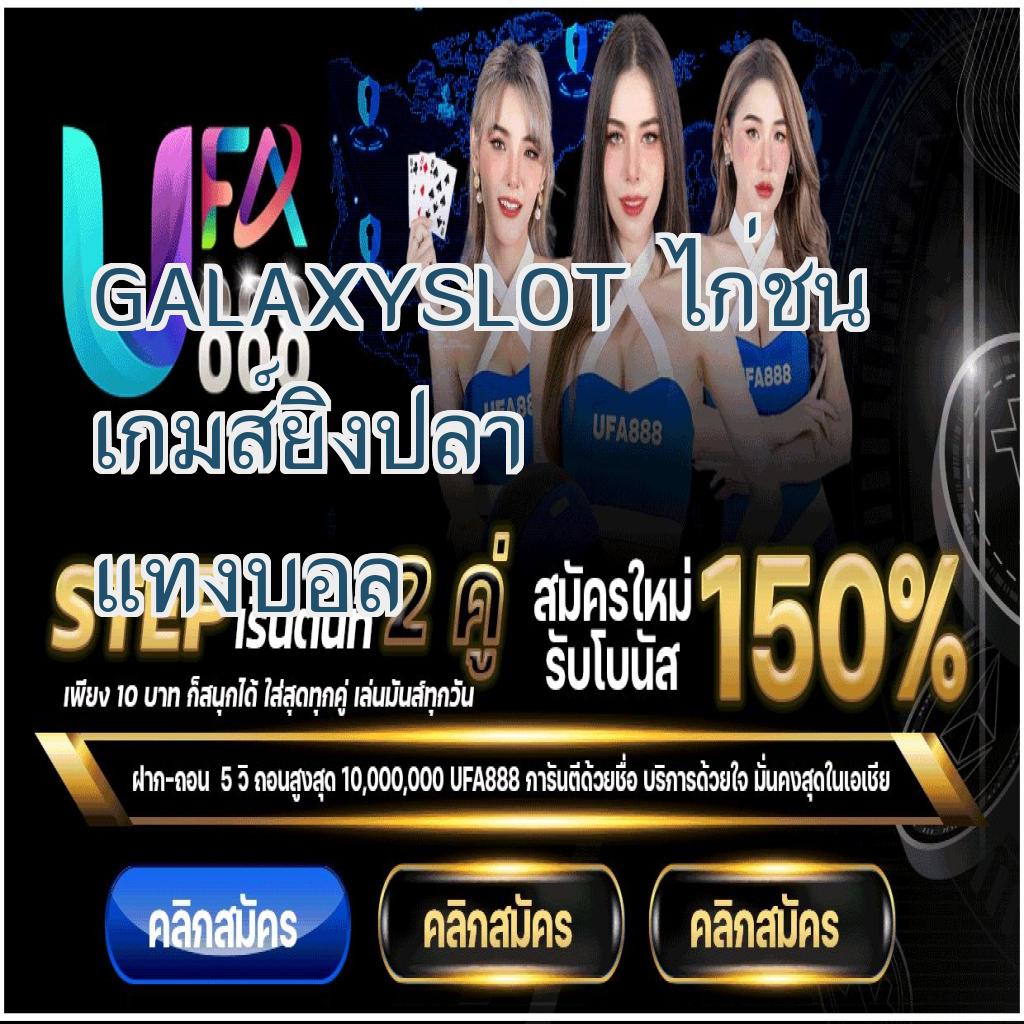 UFA
888
GALAXYSLOT ไก่ชน
เกมส์ยิงปลา
แทงบอล
UFA888
UFA888
STEP 2 คู่
เพียง 10 บาท ก็สนุกได้ ใส่สุดทุกคู่ เล่นมันส์ทุกวัน
สมัครใหม่ 150%
รับโบนัส
ฝาก-ถอน 5 วิ ถอนสูงสุด 10,000,000 UFA888 การันตีด้วยชื่อ บริการด้วยใจ มั่นคงสุดในเอเชีย
คลิกสมัคร คลิกสมัคร คลิกสมัคร